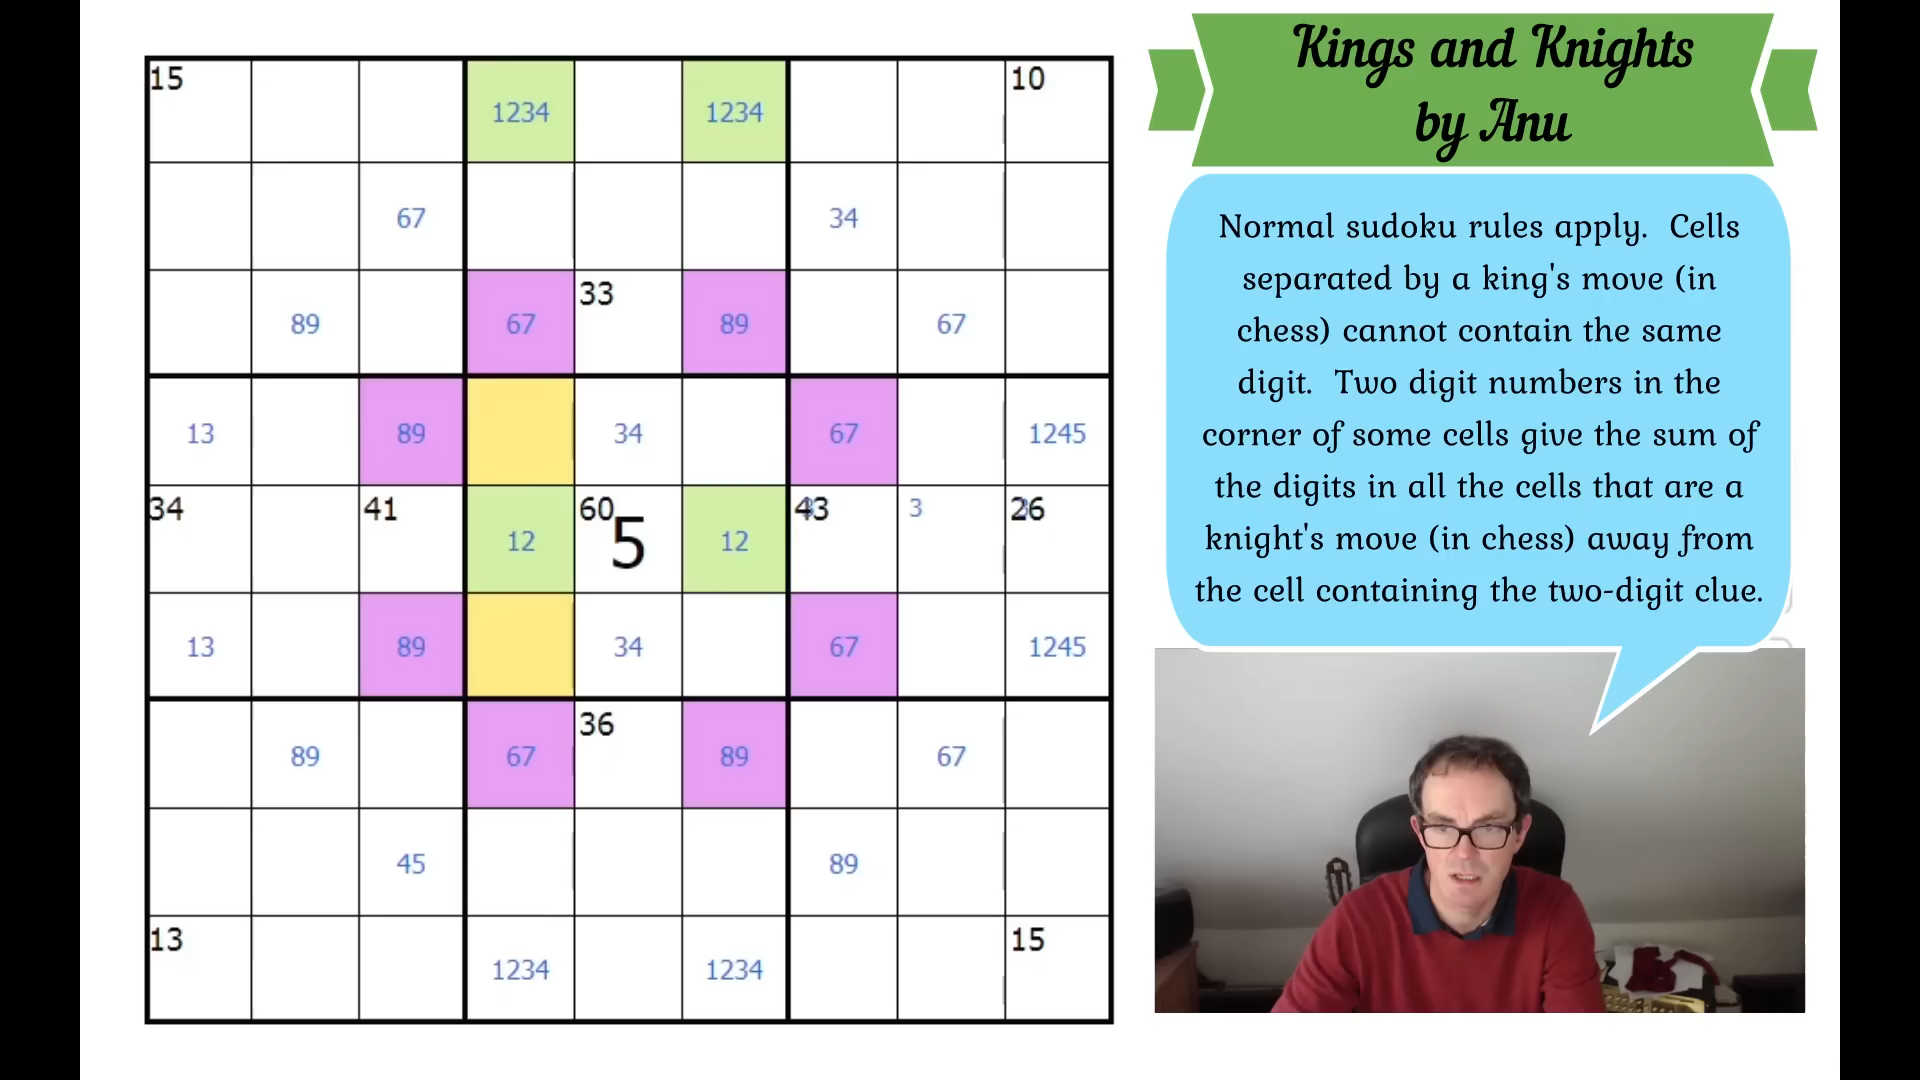 Kings and Knights
by Anu
Normal sudoku rules apply. Cells
separated by a king's move (in
chess) cannot contain the same
digit. Two digit numbers in the
corner of some cells give the sum of
the digits in all the cells that are a
knight's move (in chess) away from
the cell containing the two-digit clue.
15 1234 1234 10
67 34
89 67 33 89 67
13 89 34 67 1245
34 41 12 60 5 12 43 3 26
13 89 34 67 1245
89 67 36 89 67
45 89
13 1234 1234 15